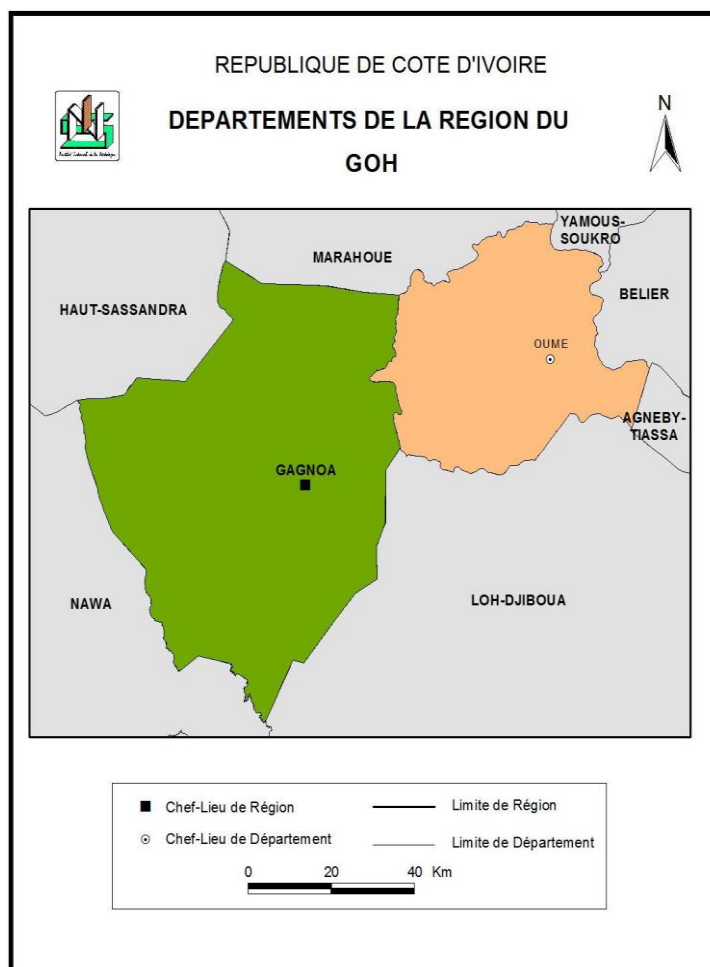 REPUBLIQUE DE COTE D'IVOIRE
DEPARTEMENTS DE LA REGION DU
GOH
N
YAMOUS-
SOUKRO
MARAHOUE
BELIER
HAUT-SASSANDRA
OUME
AGNEBY-
TIASSA
GAGNOA
NAWA
LOH-DJIBOUA
Chef-Lieu de Région
Limite de Région
Chef-Lieu de Département
Limite de Département
0 20 40 Km